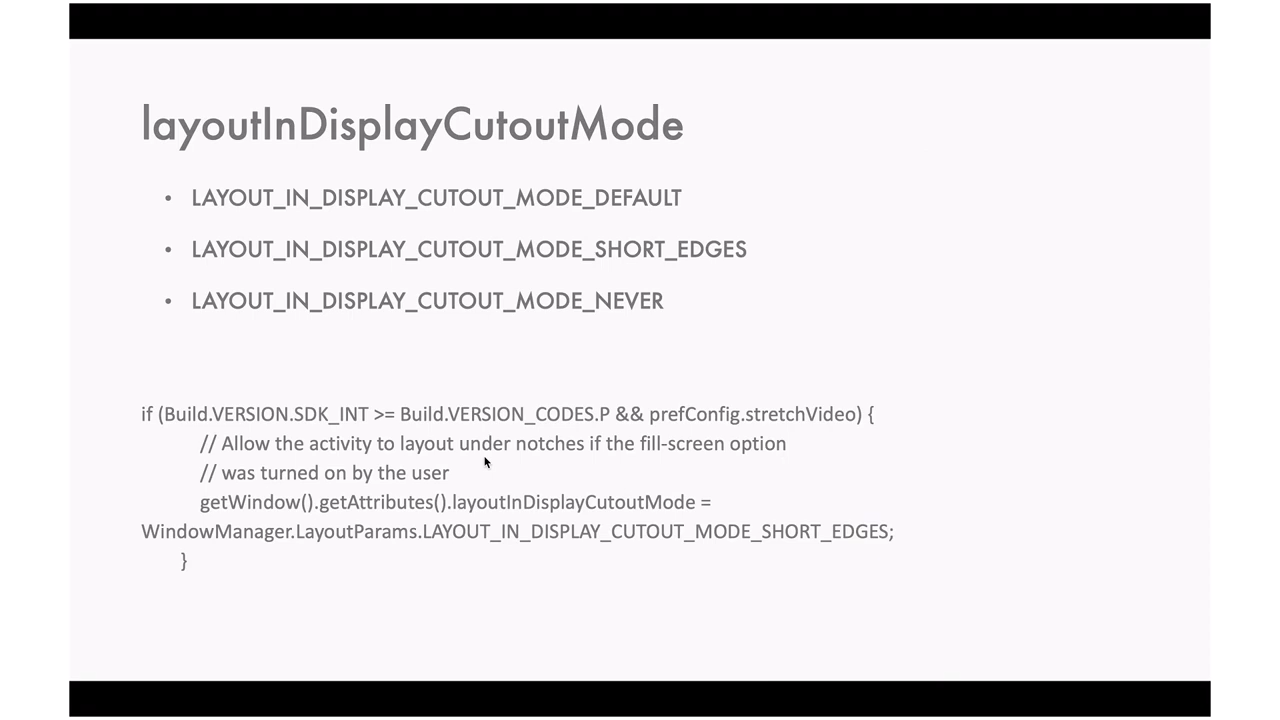 layoutInDisplayCutoutMode
• LAYOUT_IN_DISPLAY_CUTOUT_MODE_DEFAULT
• LAYOUT_IN_DISPLAY_CUTOUT_MODE_SHORT_EDGES
• LAYOUT_IN_DISPLAY_CUTOUT_MODE_NEVER
if (Build.VERSION.SDK_INT >= Build.VERSION_CODES.P && prefConfig.stretchVideo) {
// Allow the activity to layout under notches if the fill-screen option
// was turned on by the user
getWindow().getAttributes().layoutInDisplayCutoutMode =
WindowManager.LayoutParams.LAYOUT_IN_DISPLAY_CUTOUT_MODE_SHORT_EDGES;
}